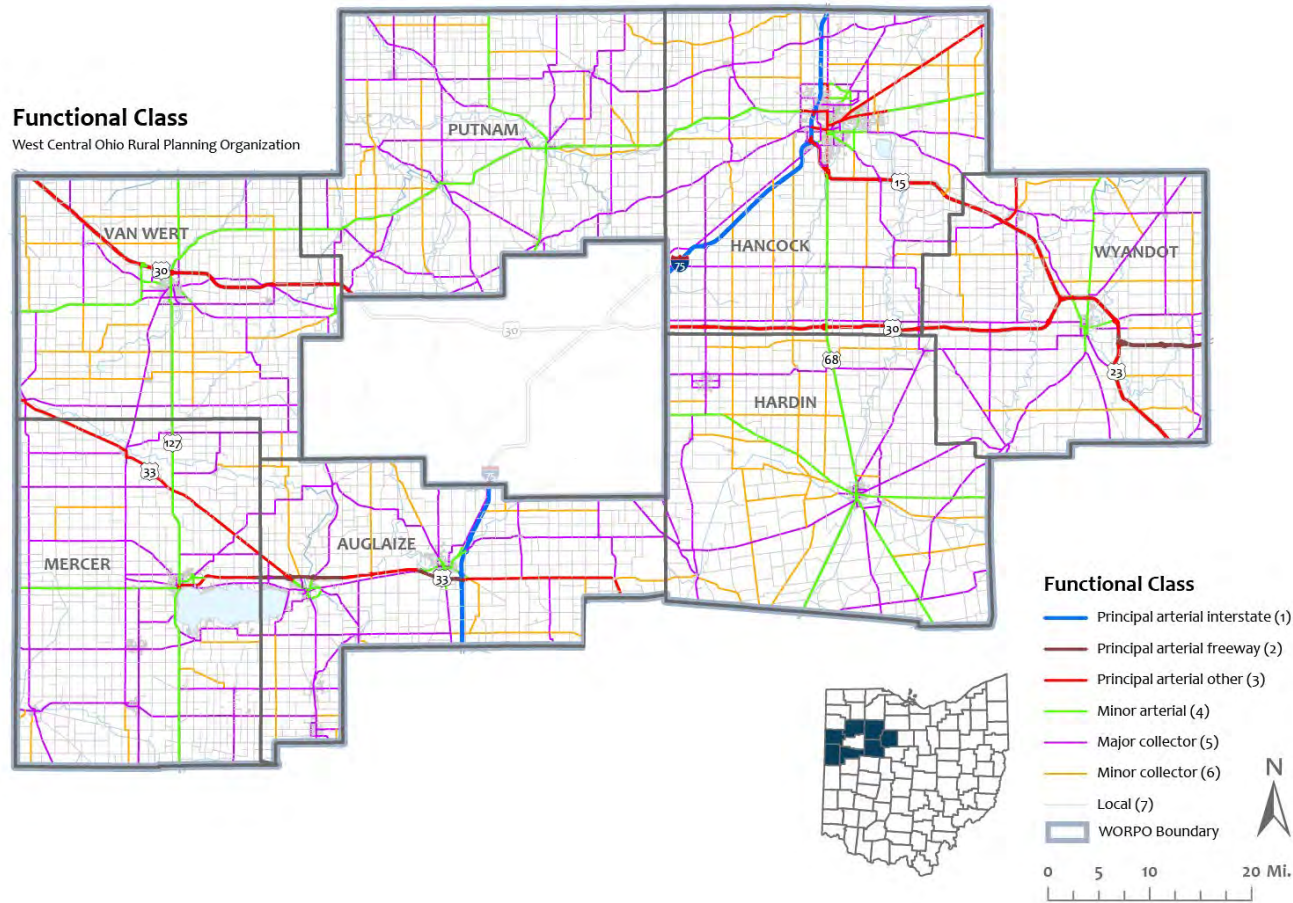 Functional Class
West Central Ohio Rural Planning Organization
PUTNAM
VAN WERT
30
15
HANCOCK
WYANDOT
75
30
30
68
23
HARDIN
127
33
MERCER
AUGLAIZE
33
Functional Class
Principal arterial interstate (1)
Principal arterial freeway (2)
Principal arterial other (3)
Minor arterial (4)
Major collector (5)
Minor collector (6)
Local (7)
WORPO Boundary
N
0 5 10 20 Mi.